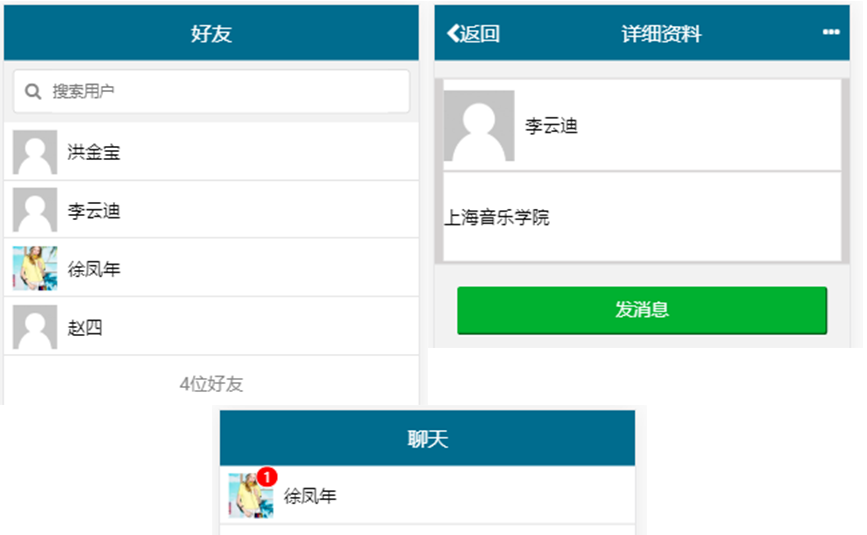 好友
搜索用户
洪金宝
李云迪
徐凤年
赵四
4位好友
返回
详细资料
李云迪
上海音乐学院
发消息
聊天
1
徐凤年